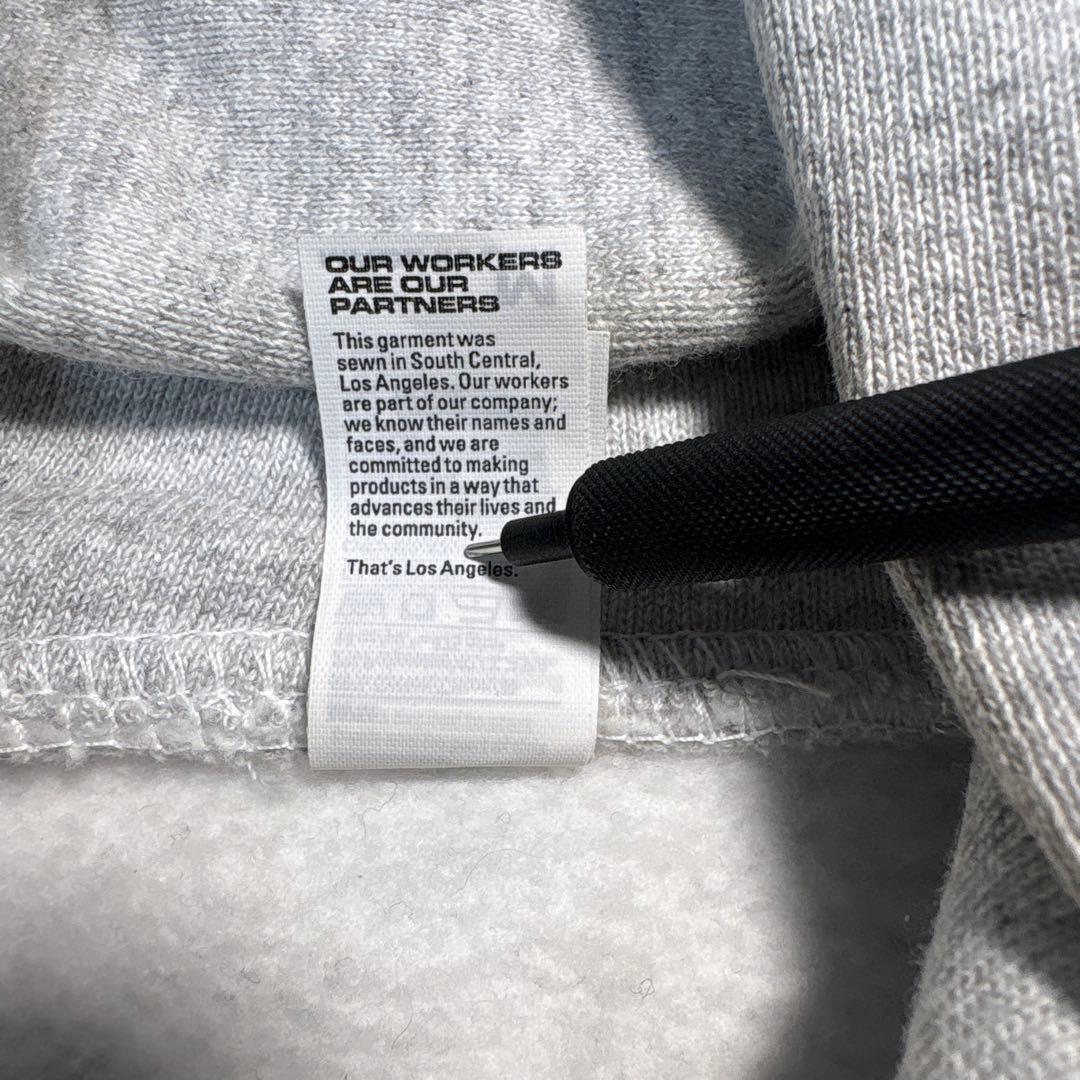 OUR WORKERS
ARE OUR
PARTNERS
This garment was
sewn in South Central,
Los Angeles. Our workers
are part of our company;
we know their names and
faces, and we are
committed to making
products in a way that
advances their lives and
the community.
That's Los Angeles.